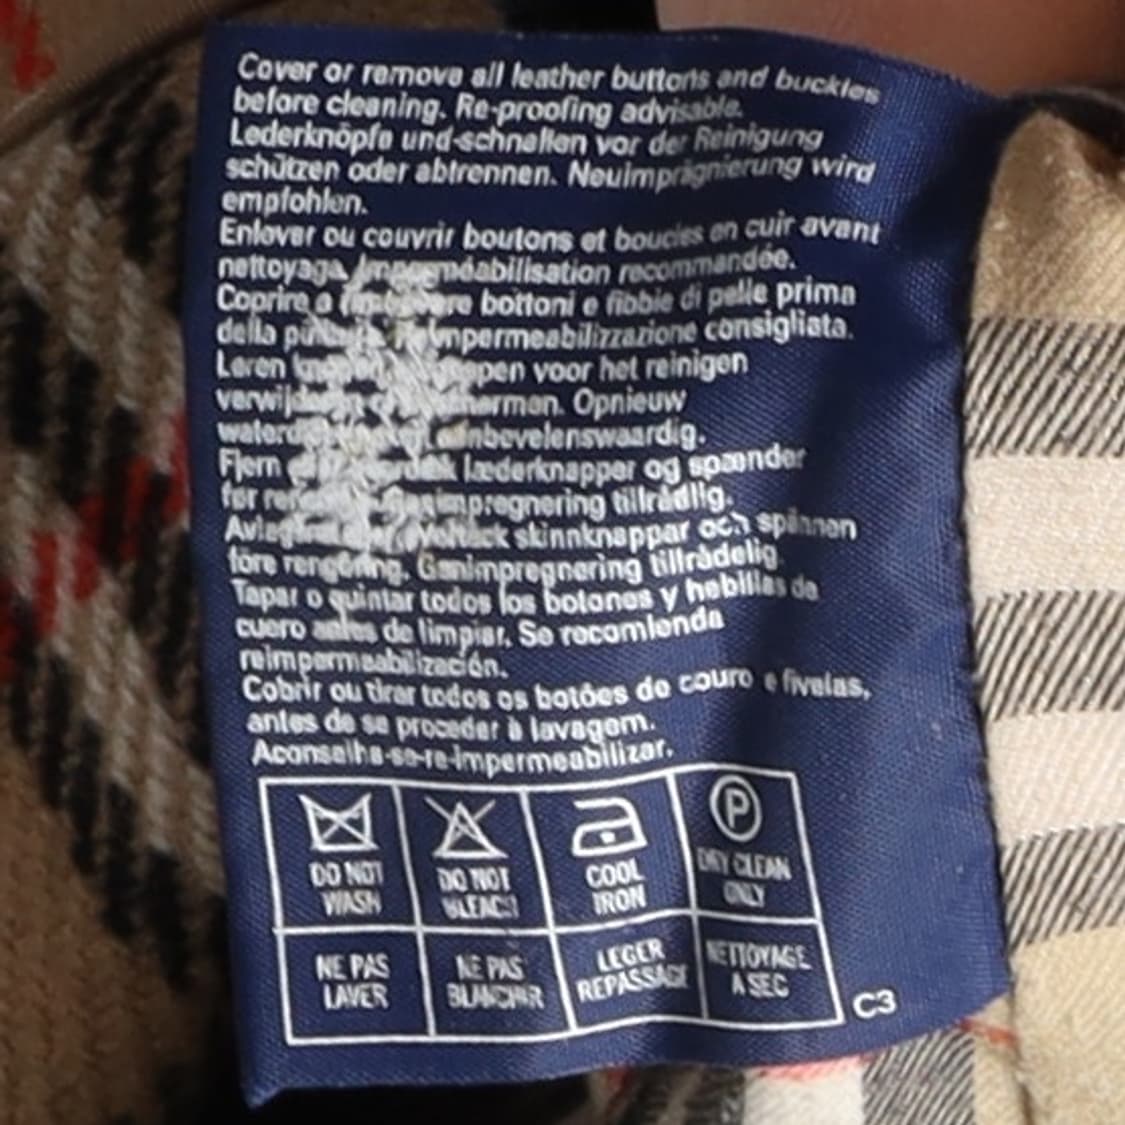 Cover or remove all leather buttons and buckles
before cleaning. Re-proofing advisable.
Lederknöpfe und-schnallen vor der Reinigung
schützen oder abtrennen. Neuimprägnierung wird
empfohlen.
Enlever ou couvrir boutons et boucles en cuir avant
nettoyage. Imperméabilisation recommandée.
Coprire o bottoni e fibbie di pelle prima
della consigliata.
Leren voor het reinigen
Opnieuw
aanbevelenswaardig.
Fjern læderknapper og spænder
før tillrådlig.
skinnknappar och spännen
före rengöring. Genimpregnering tillrådelig.
Tapar o quintar todos los botones y hebillas de
cuero antes de limpiar. Se recomienda
reimpermeabilización.
Cobrir ou tirar todos os botões de couro e fivelas,
antes de se proceder à lavagem.
Aconselha-se-re-impermeabilizar.
P
DO NOT WASH
DO NOT BLEACH
COOL IRON
DRY CLEAN ONLY
NE PAS LAVER
NE PAS BLANCHIR
LEGER REPASSAGE
NETTOYAGE A SEC
C3